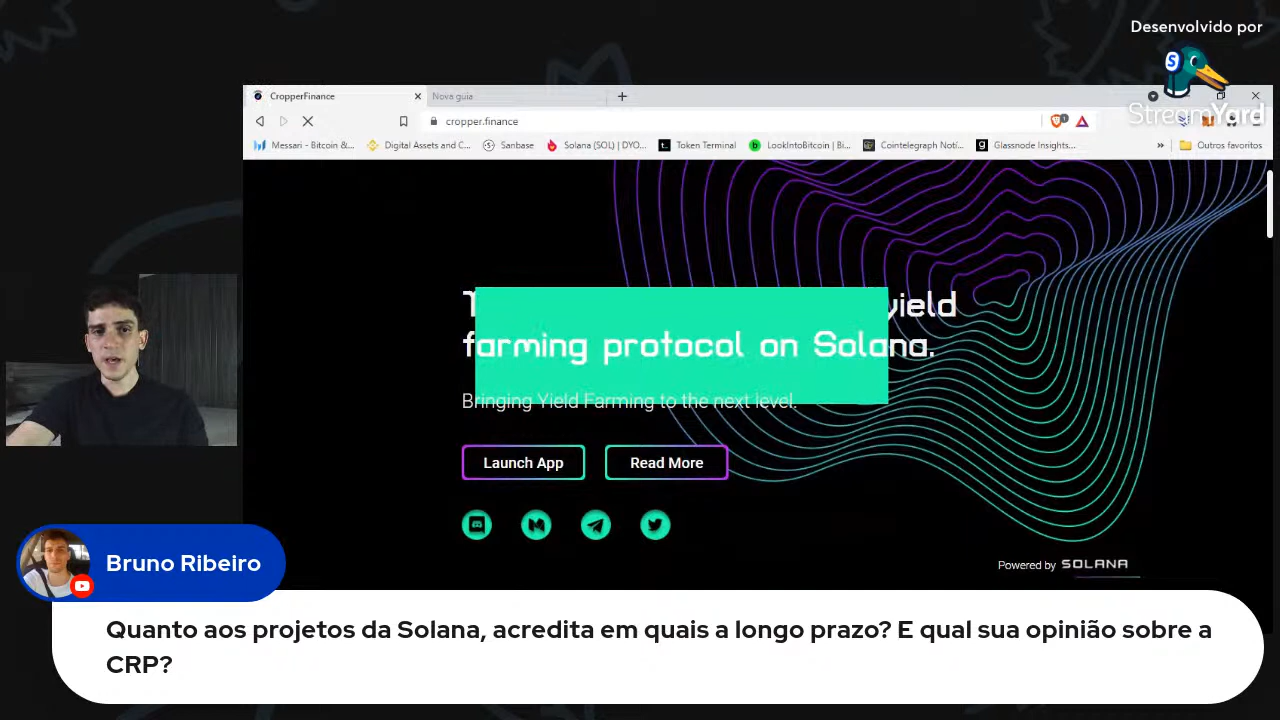 Desenvolvido por
StreamYard
CropperFinance
Nova guia
cropper.finance
Messari - Bitcoin &... Digital Assets and C... Sanbase Solana (SOL) | DYO... Token Terminal LookIntoBitcoin | Bi... Cointelegraph Notí... Glassnode Insights... » Outros favoritos
yield
farming protocol on Solana.
Bringing Yield Farming to the next level.
Launch App Read More
Powered by SOLANA
Bruno Ribeiro
Quanto aos projetos da Solana, acredita em quais a longo prazo? E qual sua opinião sobre a
CRP?